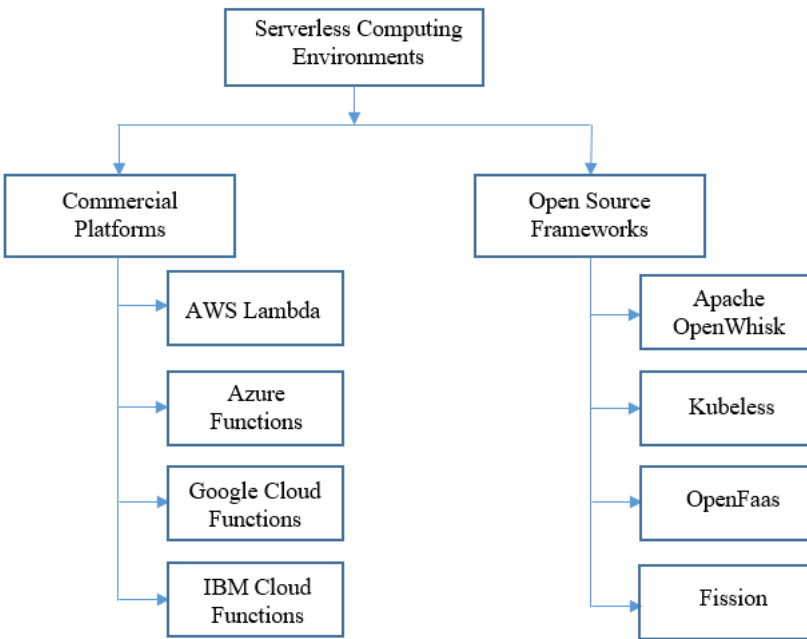 Serverless Computing
Environments
Commercial
Platforms
Open Source
Frameworks
AWS Lambda
Azure
Functions
Google Cloud
Functions
IBM Cloud
Functions
Apache
OpenWhisk
Kubeless
OpenFaas
Fission